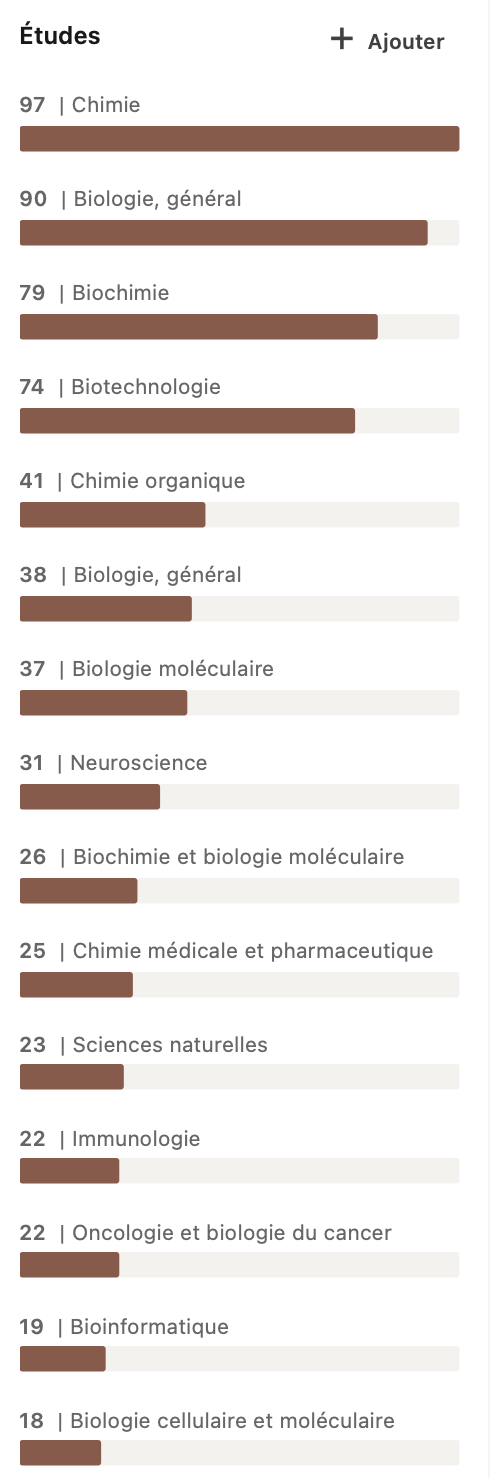 Études
+ Ajouter
97 | Chimie
90 | Biologie, général
79 | Biochimie
74 | Biotechnologie
41 | Chimie organique
38 | Biologie, général
37 | Biologie moléculaire
31 | Neuroscience
26 | Biochimie et biologie moléculaire
25 | Chimie médicale et pharmaceutique
23 | Sciences naturelles
22 | Immunologie
22 | Oncologie et biologie du cancer
19 | Bioinformatique
18 | Biologie cellulaire et moléculaire